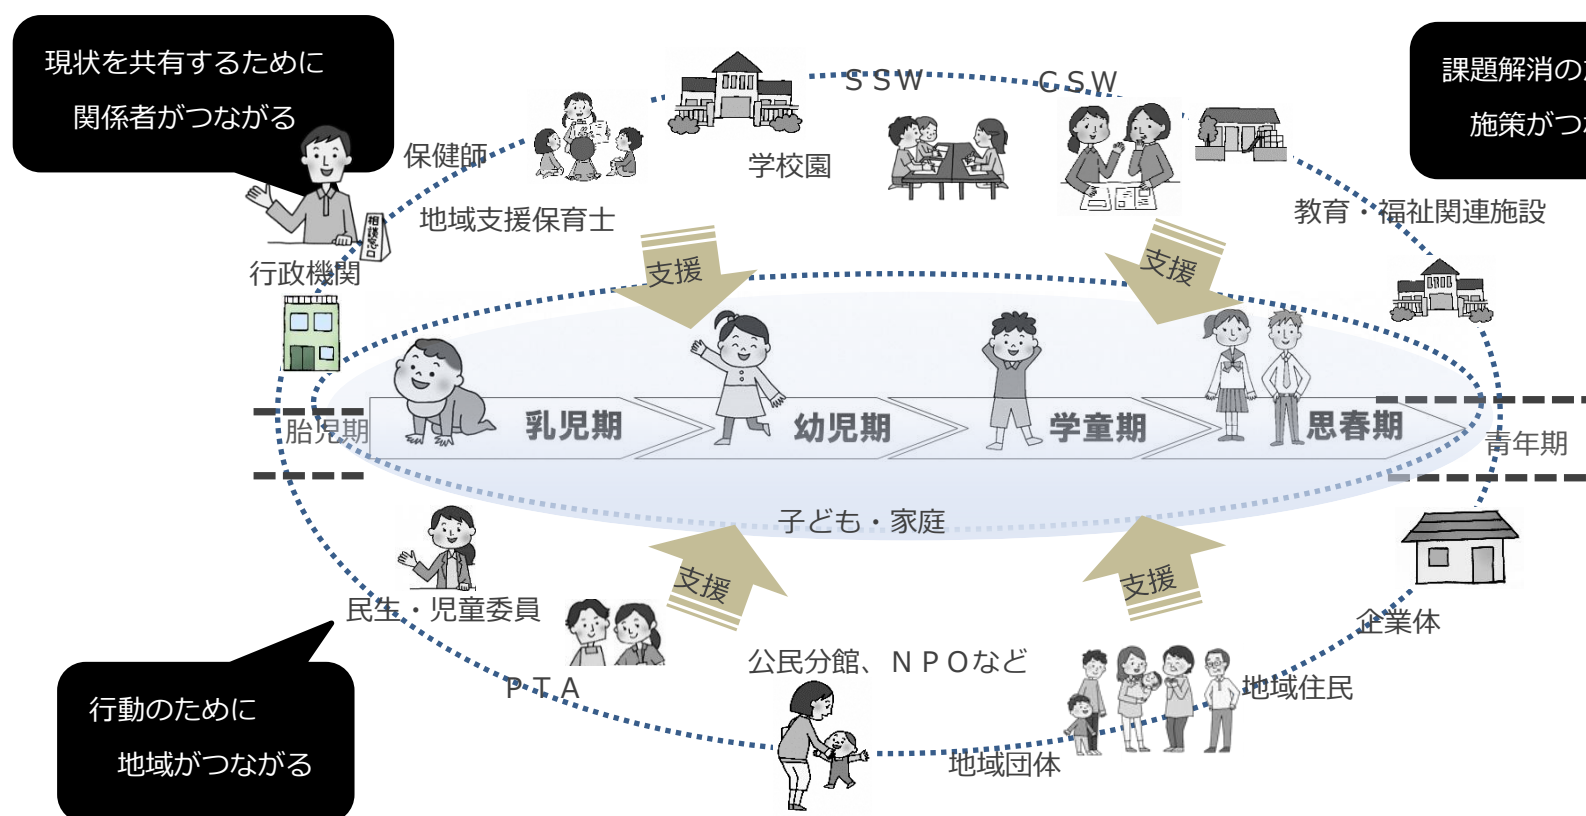 現状を共有するために
関係者がつながる
課題解消の
施策がつ
SSW
CSW
保健師
学校園
地域支援保育士
教育・福祉関連施設
相談窓口
行政機関
支援
支援
胎児期
乳児期
幼児期
学童期
思春期
青年期
子ども・家庭
支援
支援
民生・児童委員
企業体
公民分館、NPOなど
PTA
地域住民
地域団体
行動のために
地域がつながる